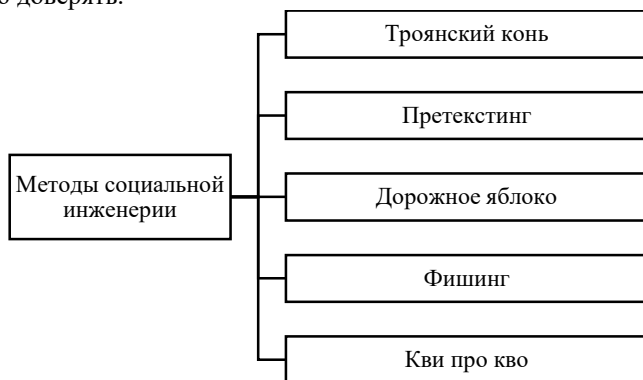 доверять.
Троянский конь
Претекстинг
Методы социальной
инженерии
Дорожное яблоко
Фишинг
Кви про кво